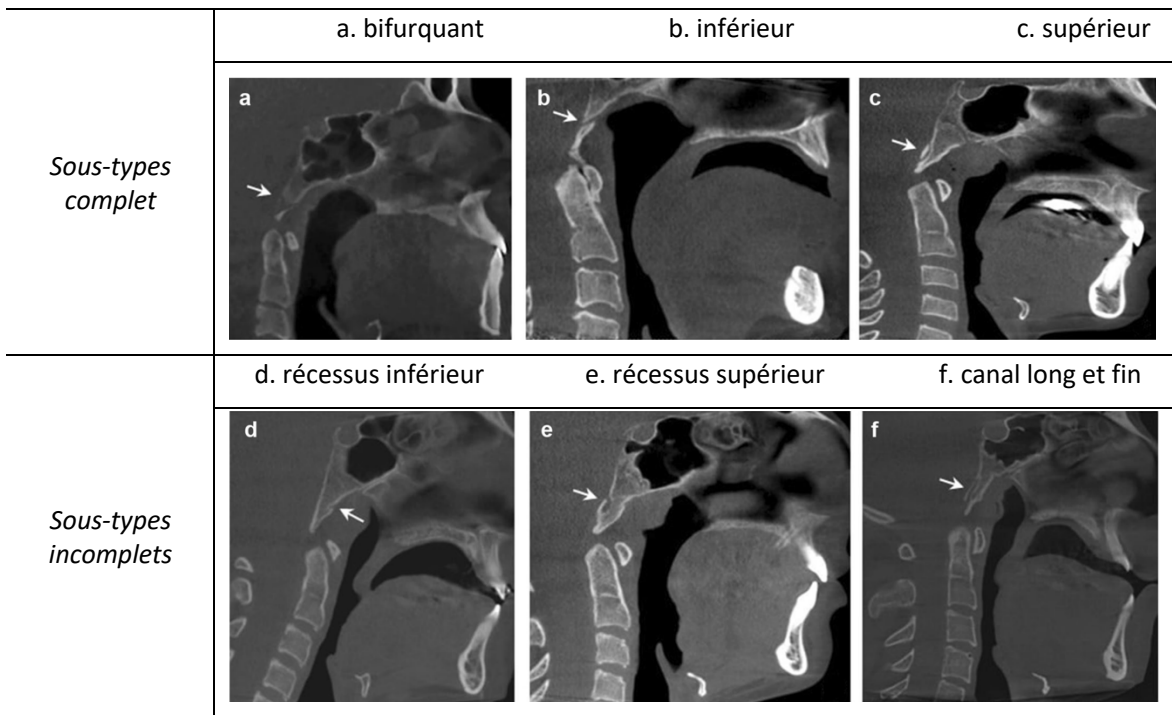 a. bifurquant b. inférieur c. supérieur
a b c
Sous-types
complet
d. récessus inférieur e. récessus supérieur f. canal long et fin
d e f
Sous-types
incomplets